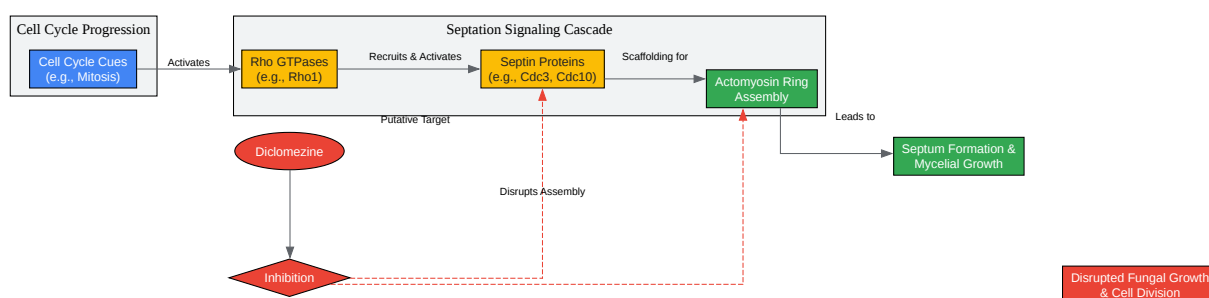 Cell Cycle Progression
Septation Signaling Cascade
Cell Cycle Cues
(e.g., Mitosis)
Activates
Rho GTPases
(e.g., Rho1)
Recruits & Activates
Septin Proteins
(e.g., Cdc3, Cdc10)
Scaffolding for
Actomyosin Ring
Assembly
Leads to
Putative Target
Diclomezine
Septum Formation &
Mycelial Growth
Disrupts Assembly
Inhibition
Disrupted Fungal Growth
& Cell Division